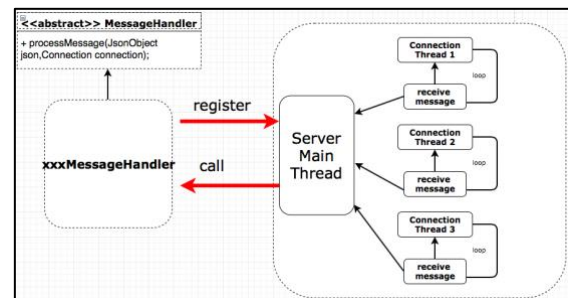 <<abstract>> MessageHandler
+ processMessage(JsonObject
json,Connection connection);
xxxMessageHandler
register
call
Server
Main
Thread
Connection
Thread 1
loop
receive
message
Connection
Thread 2
loop
receive
message
Connection
Thread 3
loop
receive
message